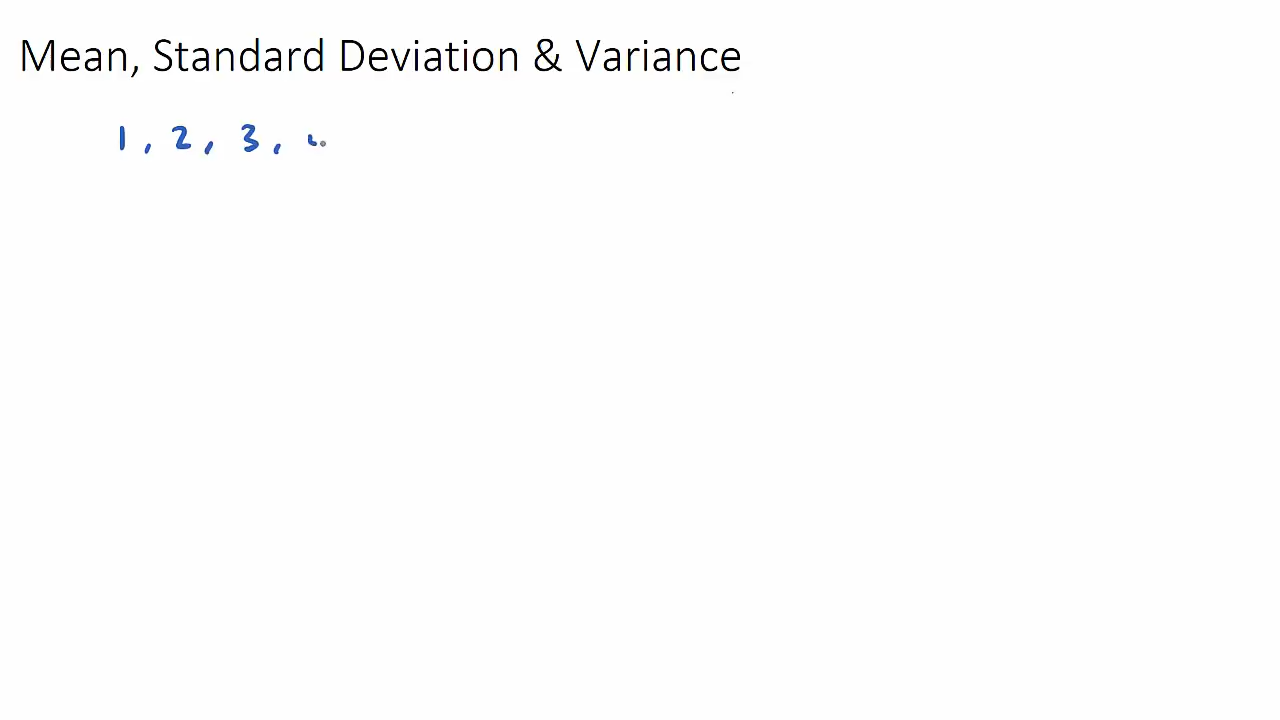 Mean, Standard Deviation & Variance
1, 2, 3,